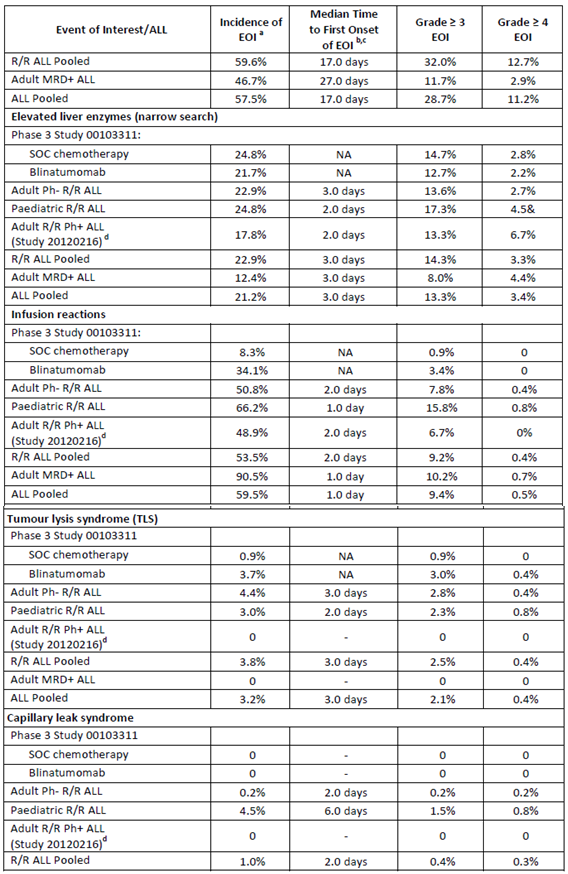 Event of Interest/ALL Incidence of EOI a Median Time to First Onset of EOI b,c Grade ≥ 3 EOI Grade ≥ 4 EOI
R/R ALL Pooled 59.6% 17.0 days 32.0% 12.7%
Adult MRD+ ALL 46.7% 27.0 days 11.7% 2.9%
ALL Pooled 57.5% 17.0 days 28.7% 11.2%
Elevated liver enzymes (narrow search)
Phase 3 Study 00103311:
SOC chemotherapy 24.8% NA 14.7% 2.8%
Blinatumomab 21.7% NA 12.7% 2.2%
Adult Ph- R/R ALL 22.9% 3.0 days 13.6% 2.7%
Paediatric R/R ALL 24.8% 2.0 days 17.3% 4.5&
Adult R/R Ph+ ALL (Study 20120216) d 17.8% 2.0 days 13.3% 6.7%
R/R ALL Pooled 22.9% 3.0 days 14.3% 3.3%
Adult MRD+ ALL 12.4% 3.0 days 8.0% 4.4%
ALL Pooled 21.2% 3.0 days 13.3% 3.4%
Infusion reactions
Phase 3 Study 00103311:
SOC chemotherapy 8.3% NA 0.9% 0
Blinatumomab 34.1% NA 3.4% 0
Adult Ph- R/R ALL 50.8% 2.0 days 7.8% 0.4%
Paediatric R/R ALL 66.2% 1.0 day 15.8% 0.8%
Adult R/R Ph+ ALL (Study 20120216)d 48.9% 2.0 days 6.7% 0%
R/R ALL Pooled 53.5% 2.0 days 9.2% 0.4%
Adult MRD+ ALL 90.5% 1.0 day 10.2% 0.7%
ALL Pooled 59.5% 1.0 day 9.4% 0.5%
Tumour lysis syndrome (TLS)
Phase 3 Study 00103311
SOC chemotherapy 0.9% NA 0.9% 0
Blinatumomab 3.7% NA 3.0% 0.4%
Adult Ph- R/R ALL 4.4% 3.0 days 2.8% 0.4%
Paediatric R/R ALL 3.0% 2.0 days 2.3% 0.8%
Adult R/R Ph+ ALL (Study 20120216)d 0 - 0 0
R/R ALL Pooled 3.8% 3.0 days 2.5% 0.4%
Adult MRD+ ALL 0 - 0 0
ALL Pooled 3.2% 3.0 days 2.1% 0.4%
Capillary leak syndrome
Phase 3 Study 00103311
SOC chemotherapy 0 - 0 0
Blinatumomab 0 - 0 0
Adult Ph- R/R ALL 0.2% 2.0 days 0.2% 0.2%
Paediatric R/R ALL 4.5% 6.0 days 1.5% 0.8%
Adult R/R Ph+ ALL (Study 20120216)d 0 - 0 0
R/R ALL Pooled 1.0% 2.0 days 0.4% 0.3%